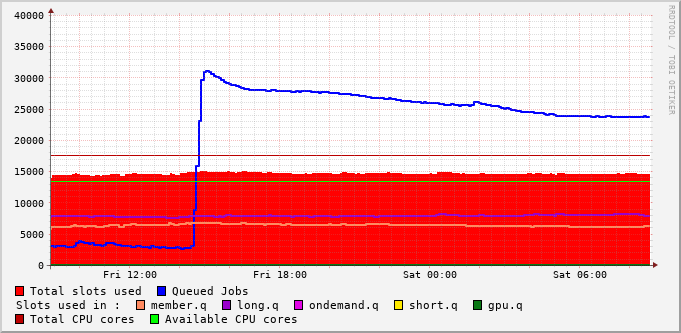 40000
35000
30000
25000
20000
15000
10000
5000
0
Fri 12:00 Fri 18:00 Sat 00:00 Sat 06:00
RRDTOOL / TOBI OETIKER
Total slots used Queued Jobs
Slots used in : member.q long.q ondemand.q short.q gpu.q
Total CPU cores Available CPU cores